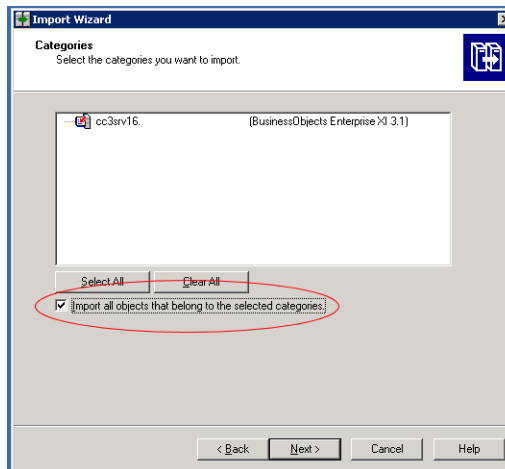 Import Wizard
Categories
Select the categories you want to import.
cc3srv16. (BusinessObjects Enterprise XI 3.1)
Select All Clear All
Import all objects that belong to the selected categories.
< Back Next > Cancel Help